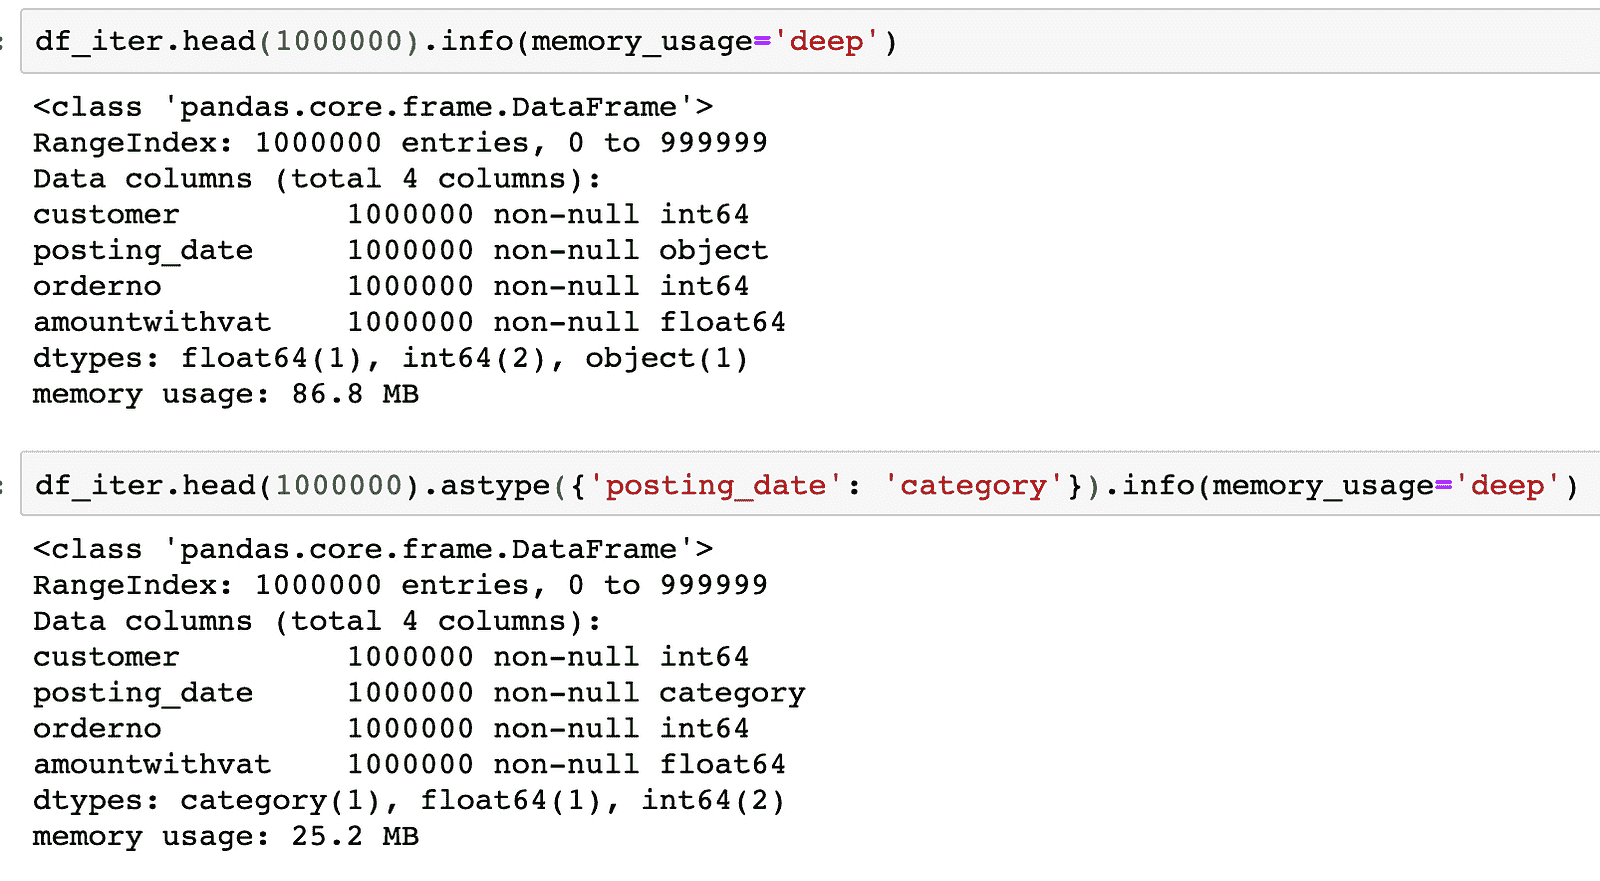 : df_iter.head(1000000).info(memory_usage='deep')
<class 'pandas.core.frame.DataFrame'>
RangeIndex: 1000000 entries, 0 to 999999
Data columns (total 4 columns):
customer         1000000 non-null int64
posting_date     1000000 non-null object
orderno          1000000 non-null int64
amountwithvat    1000000 non-null float64
dtypes: float64(1), int64(2), object(1)
memory usage: 86.8 MB
: df_iter.head(1000000).astype({'posting_date': 'category'}).info(memory_usage='deep')
<class 'pandas.core.frame.DataFrame'>
RangeIndex: 1000000 entries, 0 to 999999
Data columns (total 4 columns):
customer         1000000 non-null int64
posting_date     1000000 non-null category
orderno          1000000 non-null int64
amountwithvat    1000000 non-null float64
dtypes: category(1), float64(1), int64(2)
memory usage: 25.2 MB